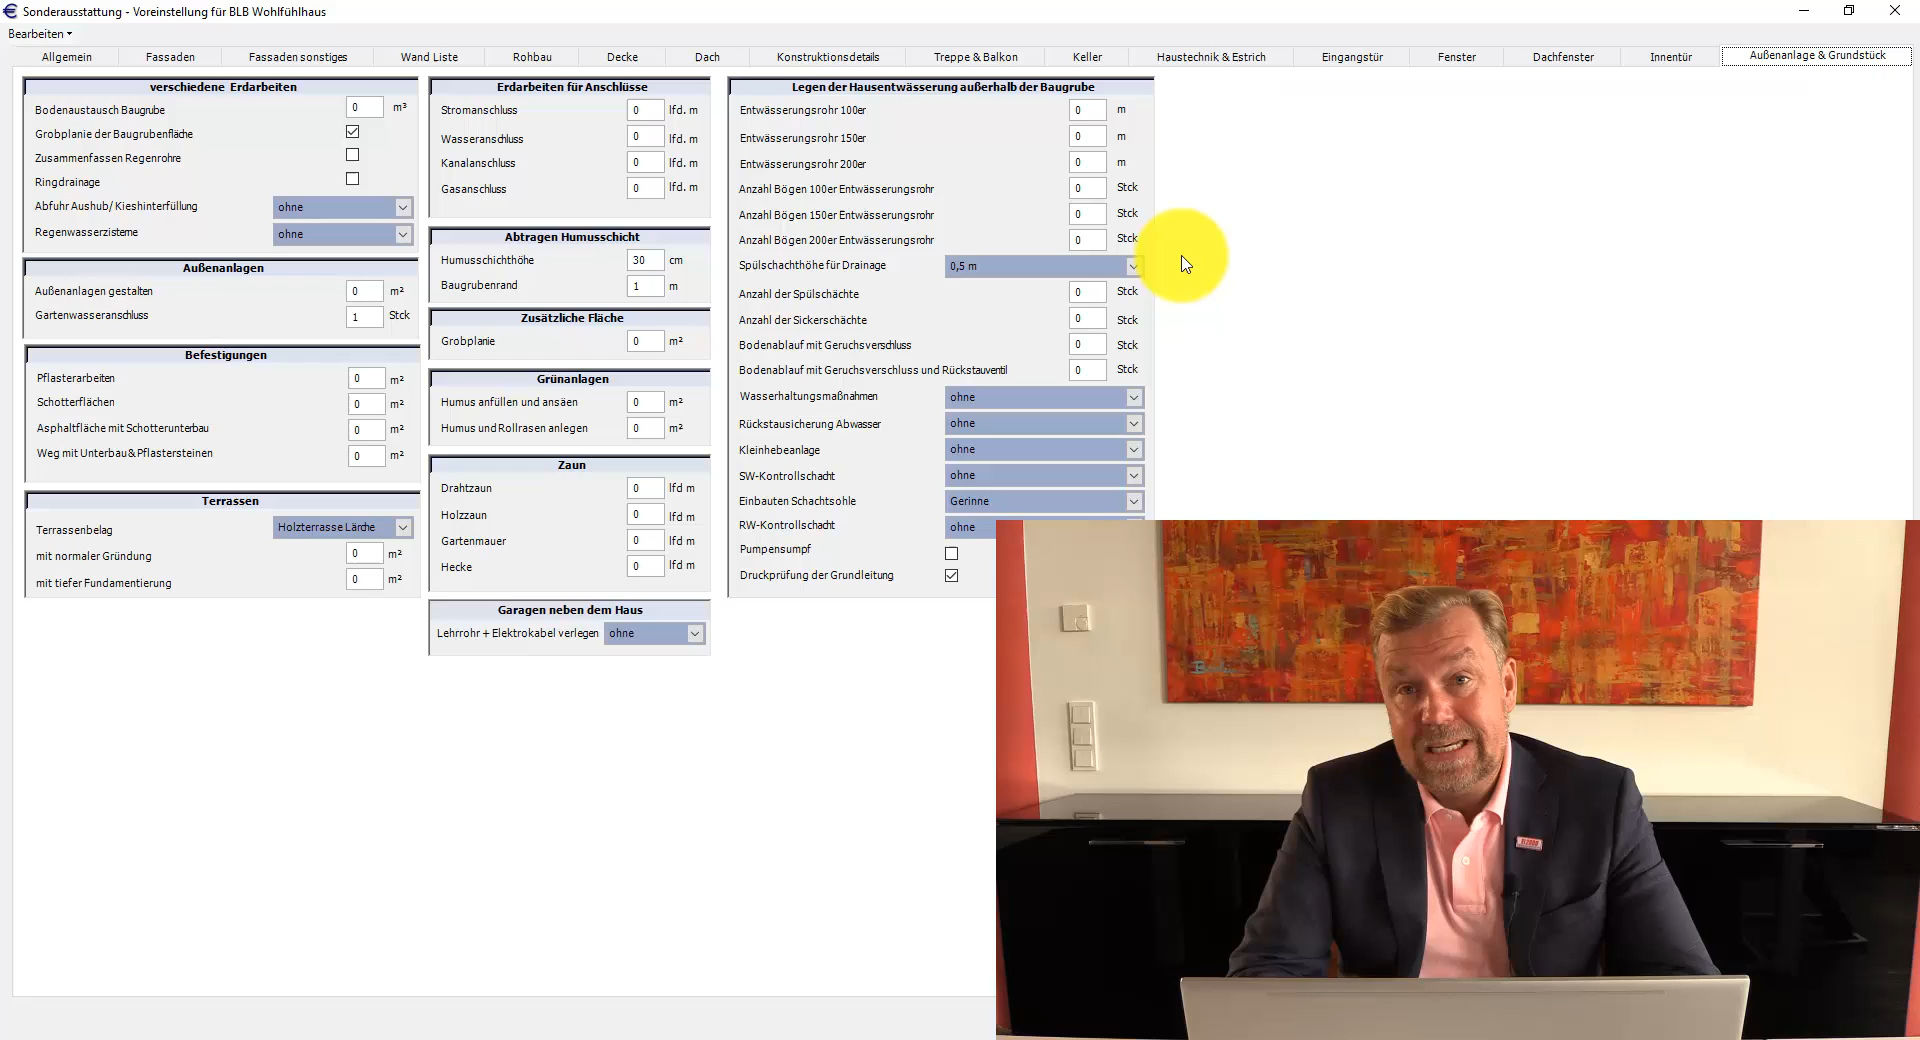 Sonderausstattung - Voreinstellung für BLB Wohlfühlhaus
Bearbeiten
Allgemein Fassaden Fassaden sonstiges Wand Liste Rohbau Decke Dach Konstruktionsdetails Treppe & Balkon Keller Haustechnik & Estrich Eingangstür Fenster Dachfenster Innentür Außenanlage & Grundstück
verschiedene Erdarbeiten
Bodenaustausch Baugrube 0 m³
Grobplanie der Baugrubenfläche
Zusammenfassen Regenrohre
Ringdrainage
Abfuhr Aushub/ Kieshinterfüllung ohne
Regenwasserzisterne ohne
Außenanlagen
Außenanlagen gestalten 0 m²
Gartenwasseranschluss 1 Stck
Befestigungen
Pflasterarbeiten 0 m²
Schotterflächen 0 m²
Asphaltfläche mit Schotterunterbau 0 m²
Weg mit Unterbau&Pflastersteinen 0 m²
Terrassen
Terrassenbelag Holzterrasse Lärche
mit normaler Gründung 0 m²
mit tiefer Fundamentierung 0 m²
Erdarbeiten für Anschlüsse
Stromanschluss 0 lfd. m
Wasseranschluss 0 lfd. m
Kanalanschluss 0 lfd. m
Gasanschluss 0 lfd. m
Abtragen Humusschicht
Humusschichthöhe 30 cm
Baugrubenrand 1 m
Zusätzliche Fläche
Grobplanie 0 m²
Grünanlagen
Humus anfüllen und ansäen 0 m²
Humus und Rollrasen anlegen 0 m²
Zaun
Drahtzaun 0 lfd m
Holzzaun 0 lfd m
Gartenmauer 0 lfd m
Hecke 0 lfd m
Garagen neben dem Haus
Lehrrohr + Elektrokabel verlegen ohne
Legen der Hausentwässerung außerhalb der Baugrube
Entwässerungsrohr 100er 0 m
Entwässerungsrohr 150er 0 m
Entwässerungsrohr 200er 0 m
Anzahl Bögen 100er Entwässerungsrohr 0 Stck
Anzahl Bögen 150er Entwässerungsrohr 0 Stck
Anzahl Bögen 200er Entwässerungsrohr 0 Stck
Spülschachthöhe für Drainage 0,5 m
Anzahl der Spülschächte 0 Stck
Anzahl der Sickerschächte 0 Stck
Bodenablauf mit Geruchsverschluss 0 Stck
Bodenablauf mit Geruchsverschluss und Rückstauventil 0 Stck
Wasserhaltungsmaßnahmen ohne
Rückstausicherung Abwasser ohne
Kleinhebeanlage ohne
SW-Kontrollschacht ohne
Einbauten Schachtsohle Gerinne
RW-Kontrollschacht ohne
Pumpensumpf
Druckprüfung der Grundleitung